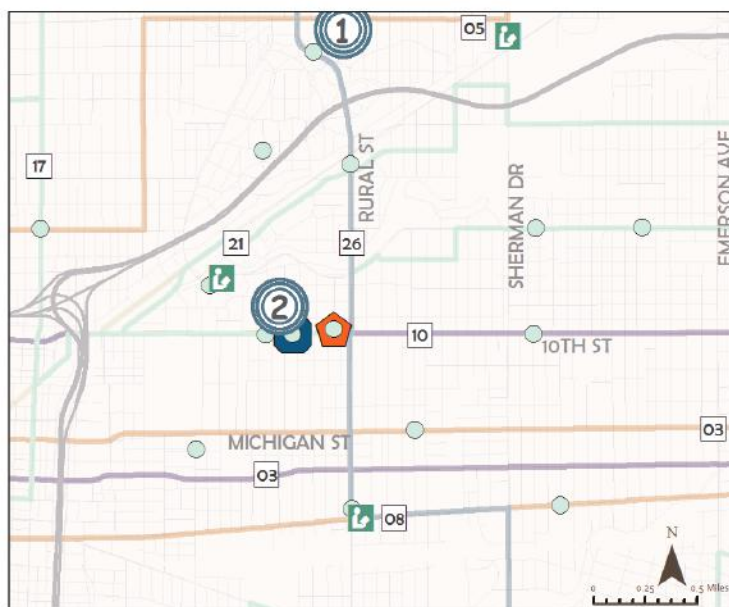 1
05
17
RURAL ST
SHERMAN DR
EMERSON AVE
21
26
2
10
10TH ST
MICHIGAN ST
03
03
08
N
0 0.25 0.5 Miles